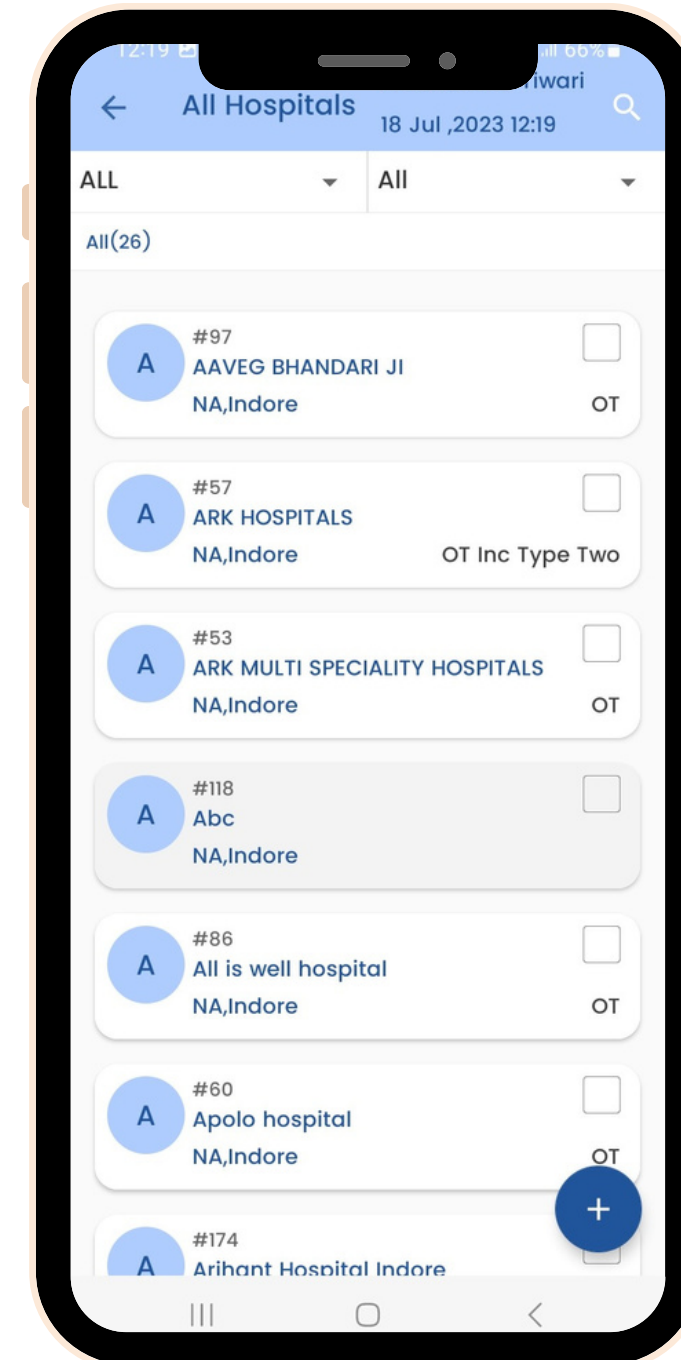 12:19
66%
All Hospitals
18 Jul ,2023 12:19
ALL
All
All(26)
A
#97
AAVEG BHANDARI JI
NA,Indore
OT
A
#57
ARK HOSPITALS
NA,Indore
OT Inc Type Two
A
#53
ARK MULTI SPECIALITY HOSPITALS
NA,Indore
OT
A
#118
Abc
NA,Indore
A
#86
All is well hospital
NA,Indore
OT
A
#60
Apolo hospital
NA,Indore
OT
+
A
#174
Arihant Hospital Indore